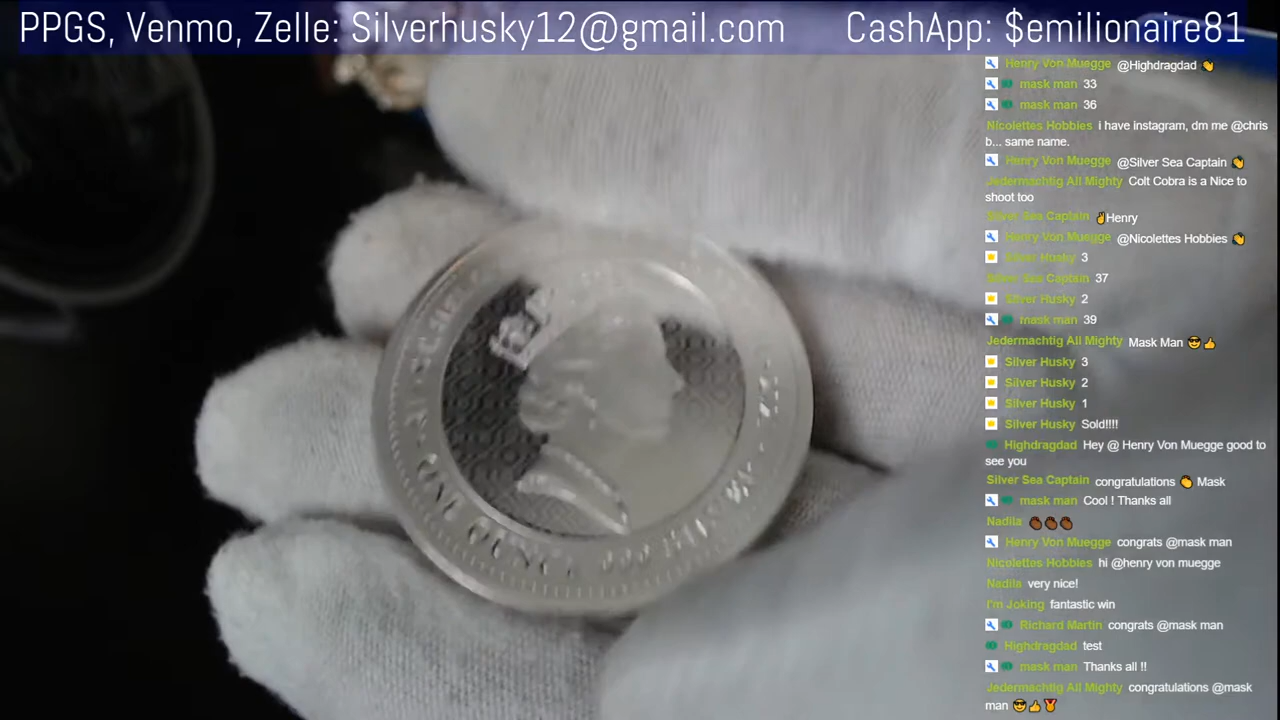 PPGS, Venmo, Zelle: Silverhusky12@gmail.com CashApp: $emilionaire81
Henry Von Muegge @Highdragdad 👏
mask man 33
mask man 36
Nicolettes Hobbies i have instagram, dm me @chris
b... same name.
Henry Von Muegge @Silver Sea Captain 👏
Jedermachtig All Mighty Colt Cobra is a Nice to
shoot too
Silver Sea Captain ✌Henry
Henry Von Muegge @Nicolettes Hobbies 👏
Silver Husky 3
Silver Sea Captain 37
Silver Husky 2
mask man 39
Jedermachtig All Mighty Mask Man 😎👍
Silver Husky 3
Silver Husky 2
Silver Husky 1
Silver Husky Sold!!!!
Highdragdad Hey @ Henry Von Muegge good to
see you
Silver Sea Captain congratulations 👏 Mask
mask man Cool ! Thanks all
Nadila 👏🏾👏🏾👏🏾
Henry Von Muegge congrats @mask man
Nicolettes Hobbies hi @henry von muegge
Nadila very nice!
I'm Joking fantastic win
Richard Martin congrats @mask man
Highdragdad test
mask man Thanks all !!
Jedermachtig All Mighty congratulations @mask
man 😎👍🏅
ONE OUNCE